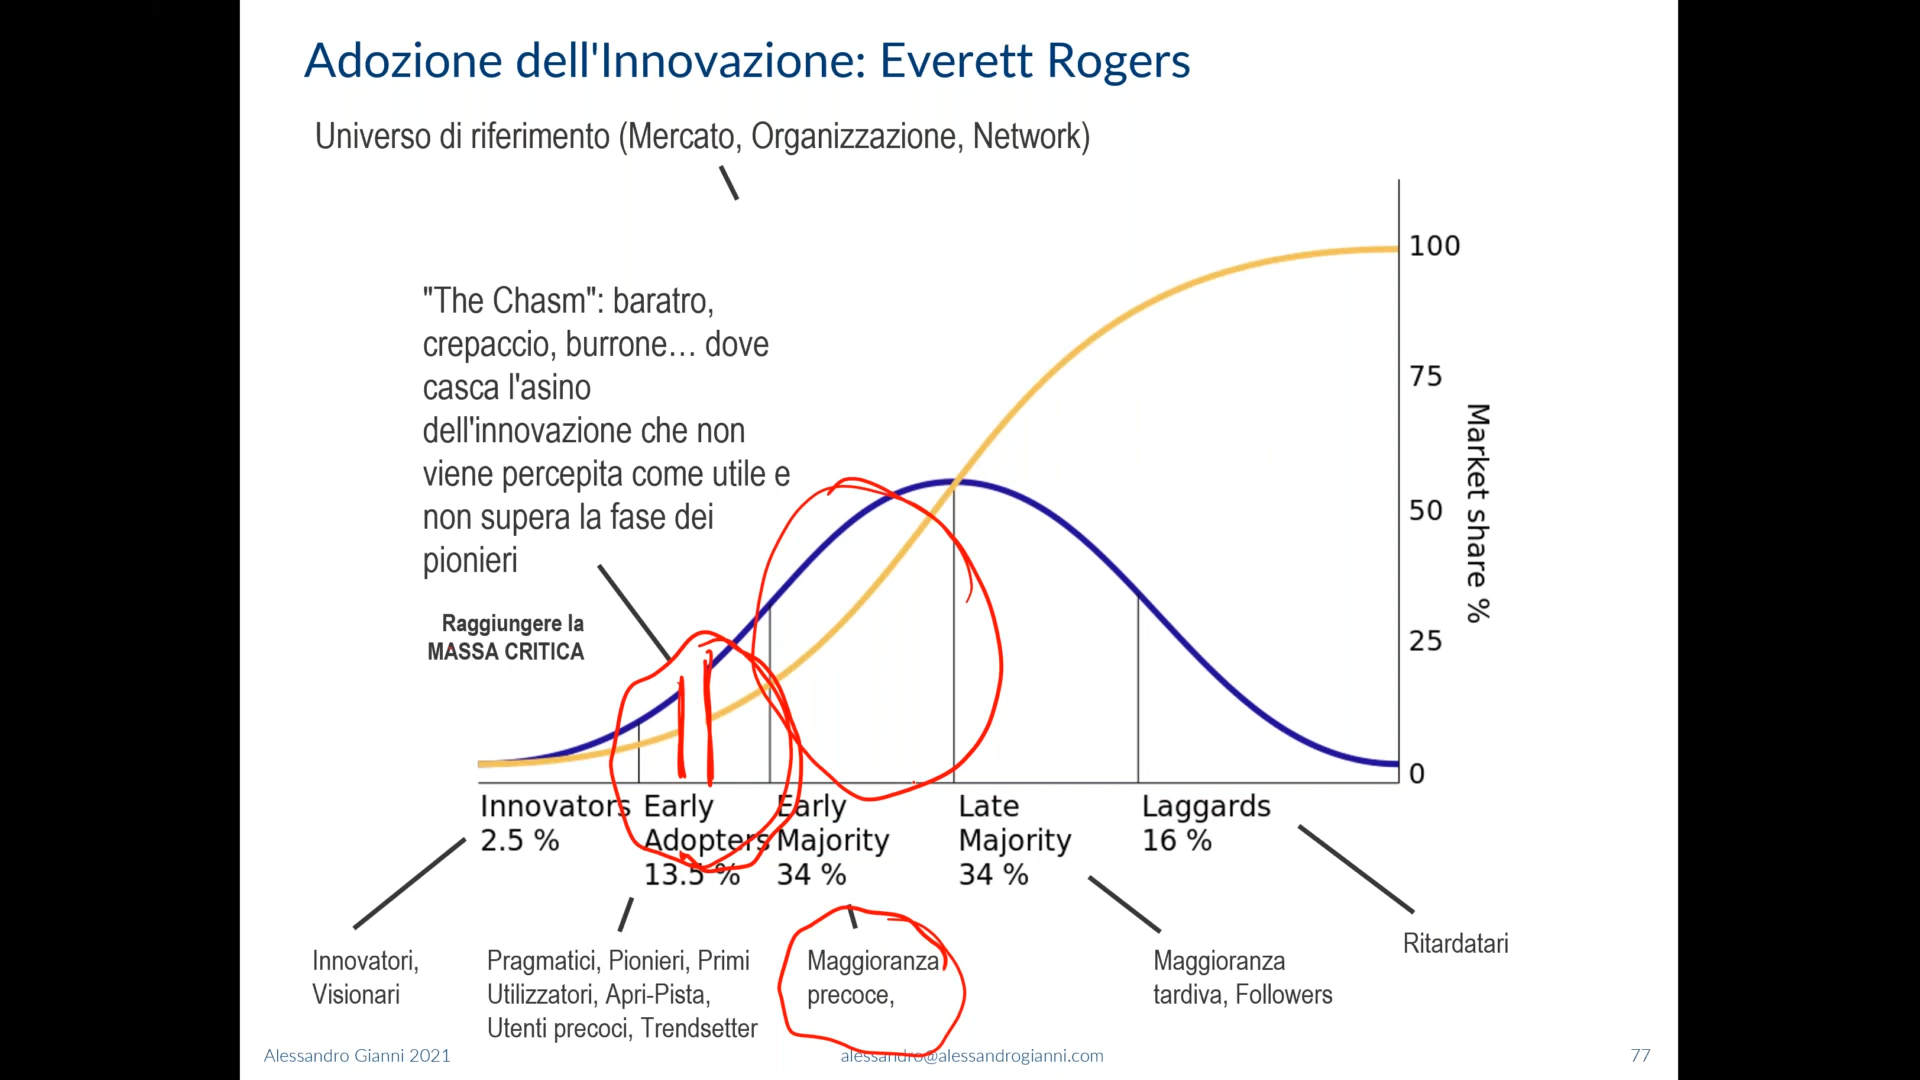 Adozione dell'Innovazione: Everett Rogers
Universo di riferimento (Mercato, Organizzazione, Network)
"The Chasm": baratro,
crepaccio, burrone… dove
casca l'asino
dell'innovazione che non
viene percepita come utile e
non supera la fase dei
pionieri
Raggiungere la
MASSA CRITICA
100
75
50
25
0
Market share %
Innovators
2.5 %
Early
Adopters
13.5 %
Early
Majority
34 %
Late
Majority
34 %
Laggards
16 %
Innovatori,
Visionari
Pragmatici, Pionieri, Primi
Utilizzatori, Apri-Pista,
Utenti precoci, Trendsetter
Maggioranza
precoce,
Maggioranza
tardiva, Followers
Ritardatari
Alessandro Gianni 2021
alessandro@alessandrogianni.com
77